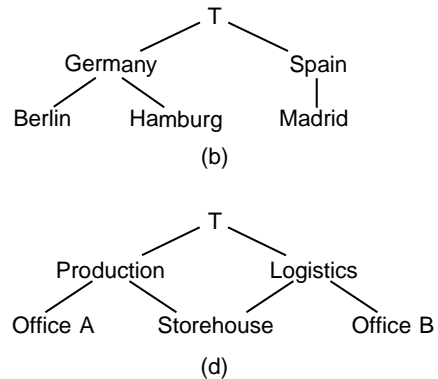 T
Germany Spain
Berlin Hamburg Madrid
(b)
T
Production Logistics
Office A Storehouse Office B
(d)